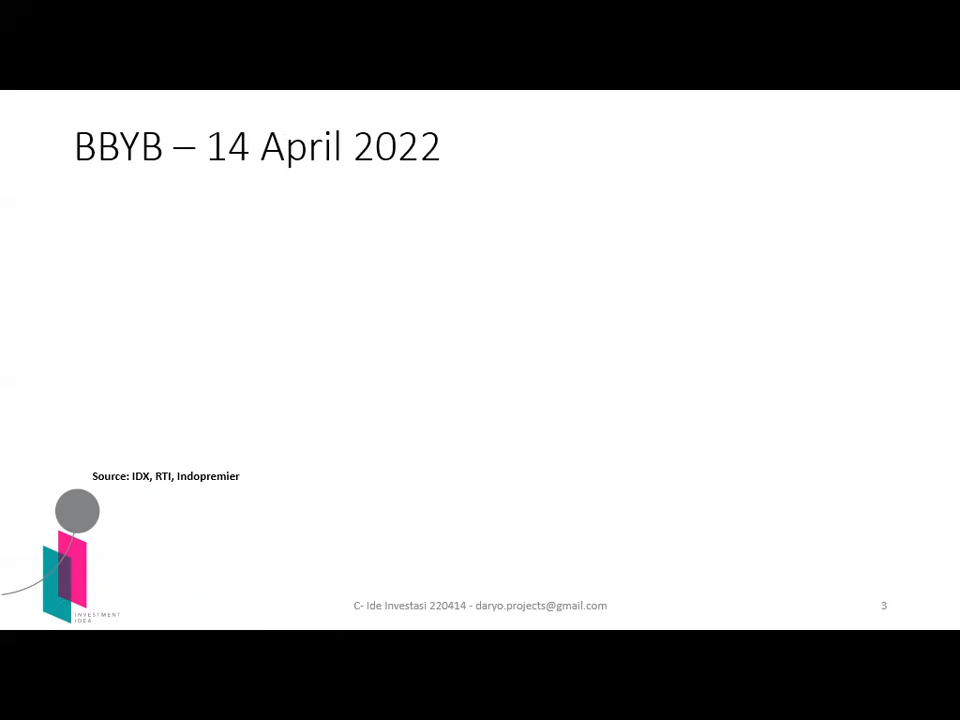 BBYB – 14 April 2022
Source: IDX, RTI, Indopremier
INVESTMENT
IDEA
C- Ide Investasi 220414 - daryo.projects@gmail.com
3